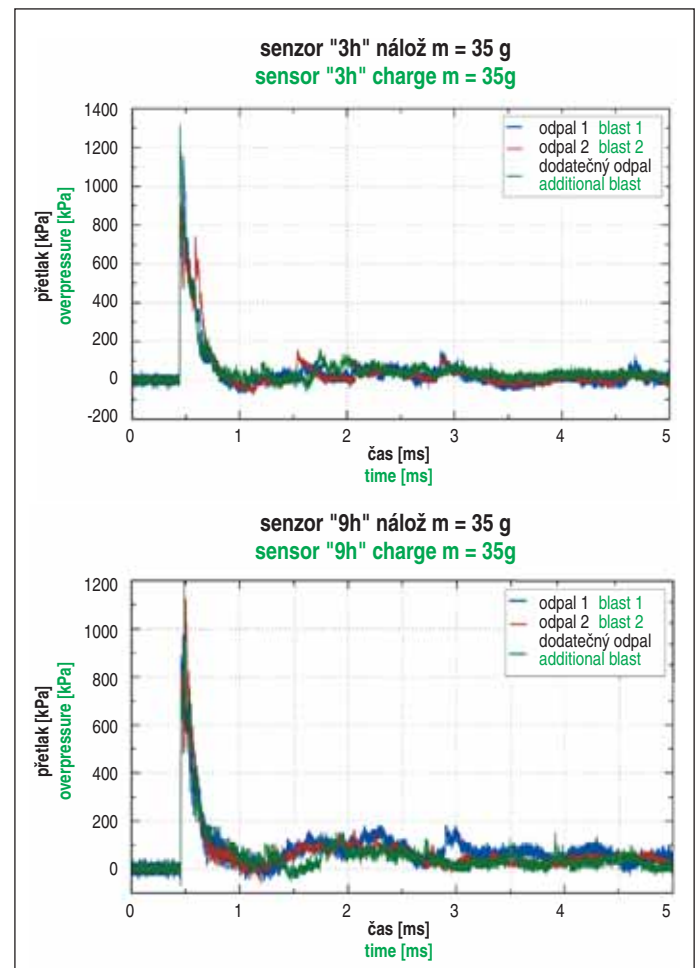 senzor "3h" nálož m = 35 g
sensor "3h" charge m = 35g
1400
1200
1000
800
600
400
200
0
-200
přetlak [kPa]
overpressure [kPa]
odpal 1 blast 1
odpal 2 blast 2
dodatečný odpal
additional blast
0 1 2 3 4 5
čas [ms]
time [ms]
senzor "9h" nálož m = 35 g
sensor "9h" charge m = 35g
1200
1000
800
600
400
200
0
přetlak [kPa]
overpressure [kPa]
odpal 1 blast 1
odpal 2 blast 2
dodatečný odpal
additional blast
0 1 2 3 4 5
čas [ms]
time [ms]